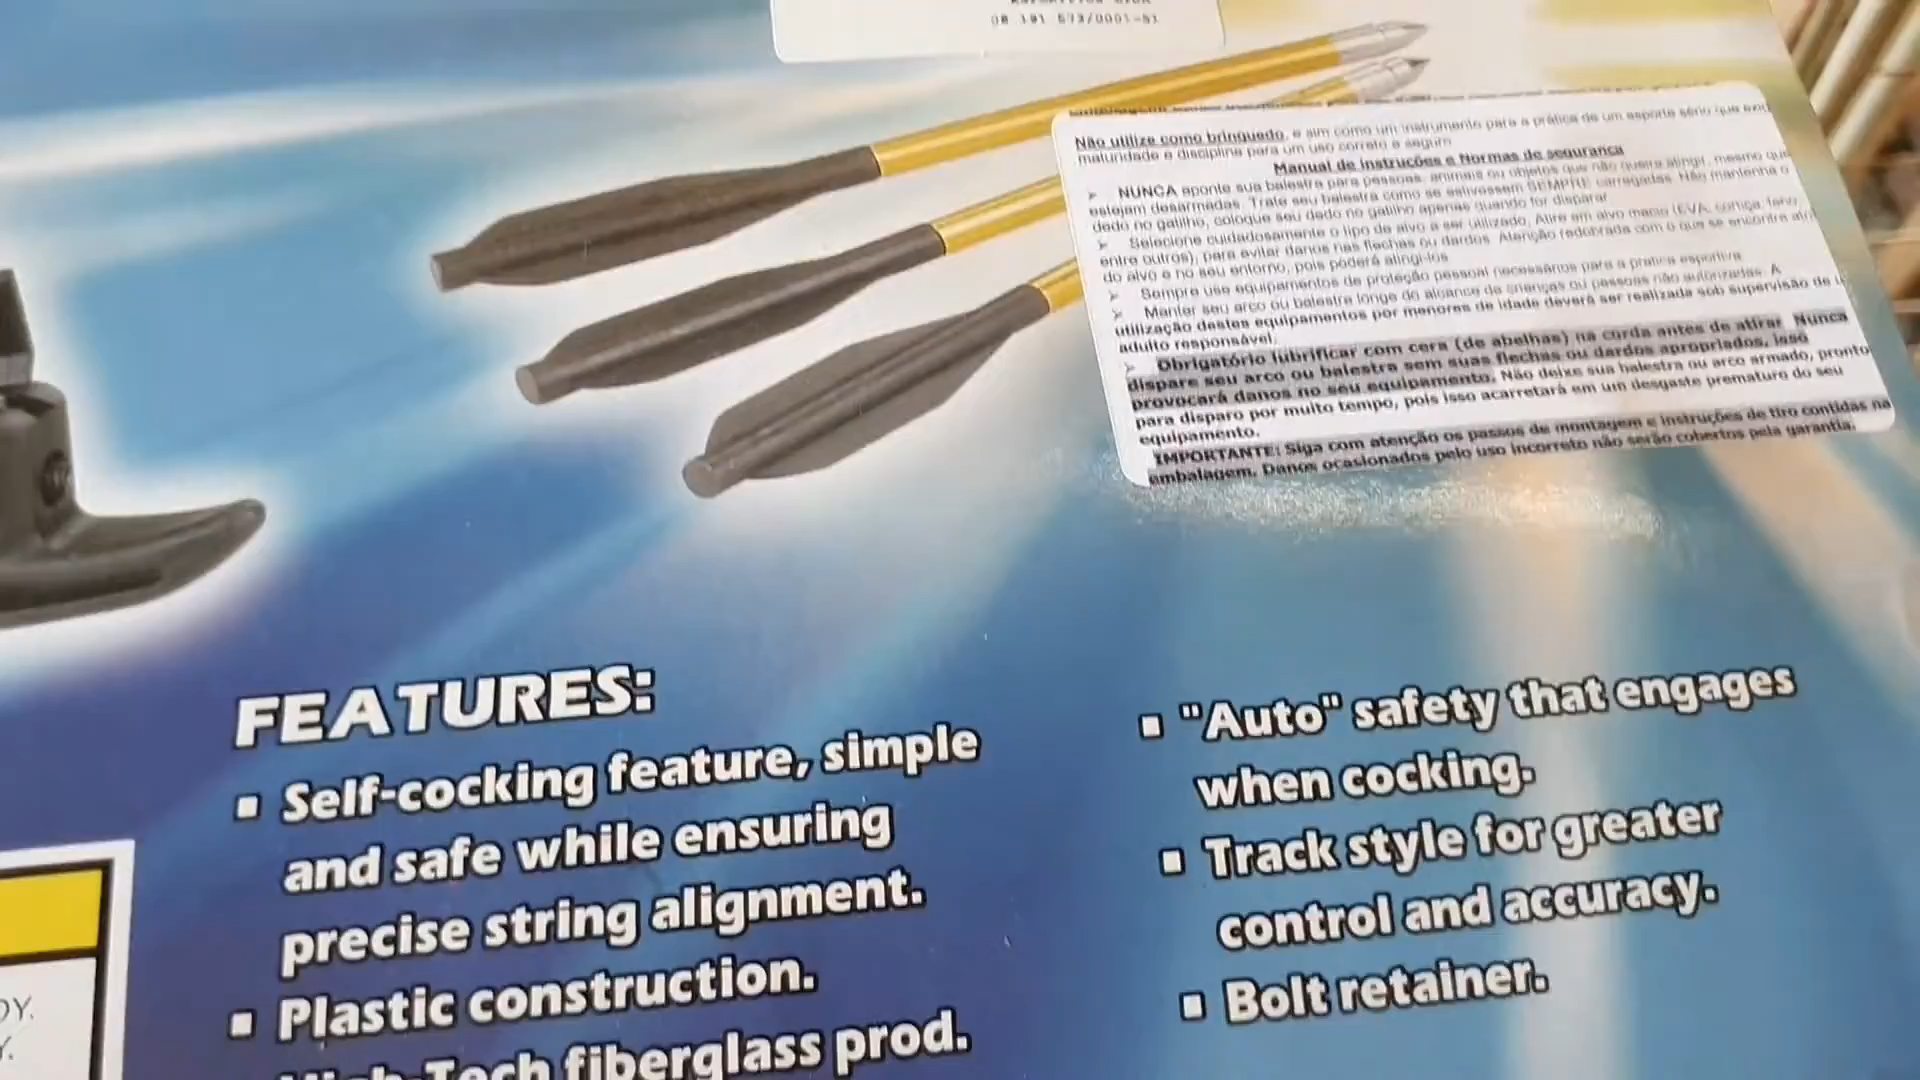 08 191 573/0001-51
Não utilize como brinquedo, e sim como um instrumento para a prática de um esporte sério que
maturidade e disciplina para um uso correto e seguro
Manual de Instruções e Normas de segurança
➢ NUNCA aponte sua balestra para pessoas, animais ou objetos que não queira atingir, mesmo que
estejam desarmadas. Trate seu balestra como se estivessem SEMPRE carregadas. Não mantenha o
dedo no gatilho, coloque seu dedo no gatilho apenas quando for disparar
➢ Selecione cuidadosamente o tipo de alvo a ser utilizado. Atire em alvo macio (EVA, cortiça, feno,
entre outros), para evitar danos nas flechas ou dardos. Atenção redobrada com o que se encontra
do alvo e no seu entorno, pois poderá atingi-los
➢ Sempre use equipamentos de proteção pessoal necessários para a pratica esportiva
➢ Manter seu arco ou balestra longe do alcance de crianças ou pessoas não autorizadas. A
utilização destes equipamentos por menores de idade deverá ser realizada sob supervisão de
adulto responsável.
➢ Obrigatório lubrificar com cera (de abelhas) na corda antes de atirar. Nunca
dispare seu arco ou balestra sem suas flechas ou dardos apropriados, isso
provocará danos no seu equipamento. Não deixe sua balestra ou arco armado, pronto
para disparo por muito tempo, pois isso acarretará em um desgaste prematuro do seu
equipamento.
IMPORTANTE: Siga com atenção os passos de montagem e instruções de tiro contidas na
embalagem. Danos ocasionados pelo uso incorreto não serão cobertos pela garantia.
FEATURES:
▪ Self-cocking feature, simple
and safe while ensuring
precise string alignment.
▪ Plastic construction.
High-Tech fiberglass prod.
▪ "Auto" safety that engages
when cocking.
▪ Track style for greater
control and accuracy.
▪ Bolt retainer.